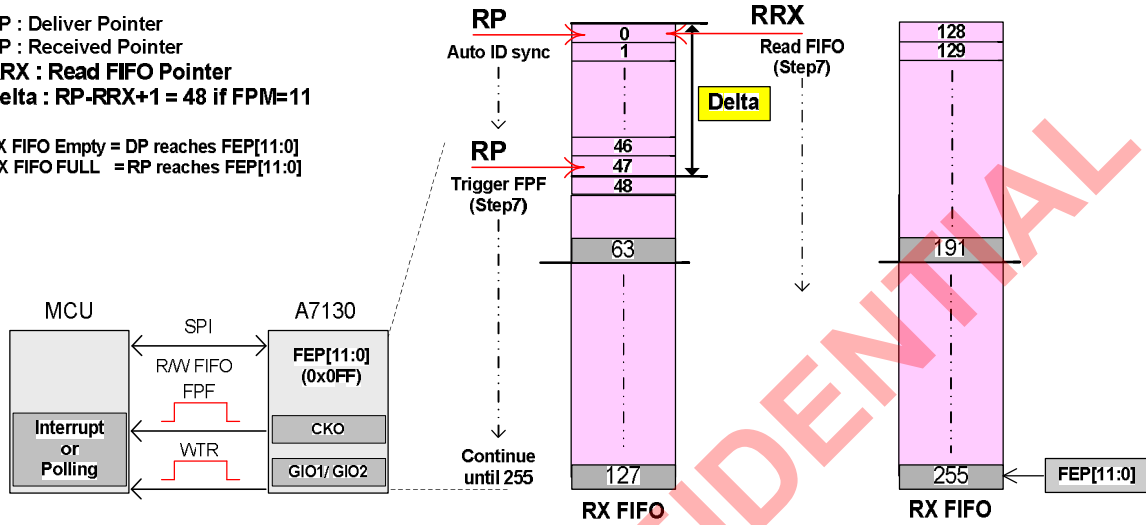 P : Deliver Pointer
P : Received Pointer
RX : Read FIFO Pointer
elta : RP-RRX+1 = 48 if FPM=11
X FIFO Empty = DP reaches FEP[11:0]
X FIFO FULL = RP reaches FEP[11:0]
RP
Auto ID sync
RRX
Read FIFO
(Step7)
0
1
Delta
46
RP
47
Trigger FPF
(Step7)
48
63
128
129
191
MCU
A7130
SPI
FEP[11:0]
(0x0FF)
R/W FIFO
FPF
Interrupt
or
Polling
CKO
WTR
GIO1/ GIO2
Continue
until 255
127
RX FIFO
255
FEP[11:0]
RX FIFO
IDENTIAL